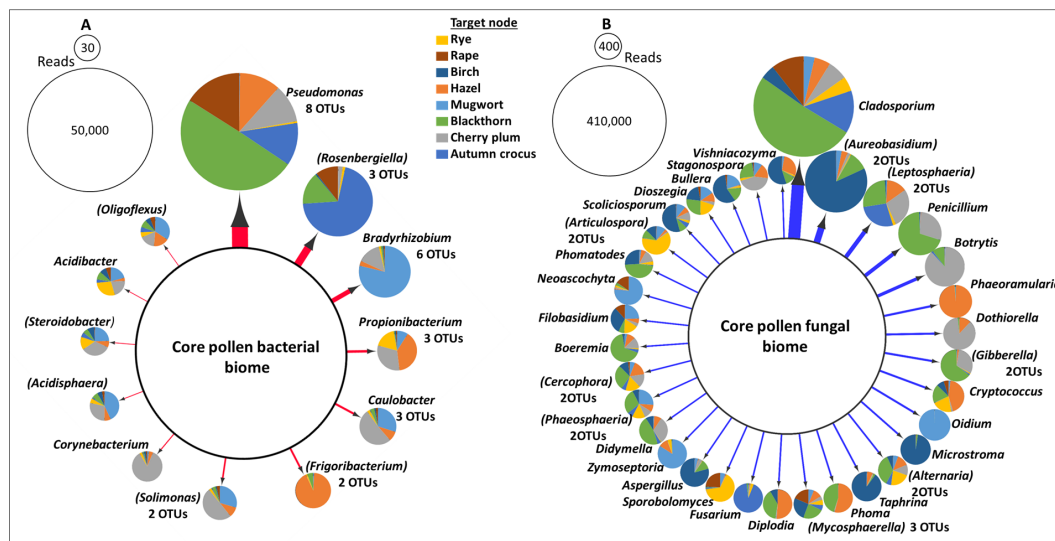 A
30
Reads
50,000
Target node
Rye
Rape
Birch
Hazel
Mugwort
Blackthorn
Cherry plum
Autumn crocus
Pseudomonas
8 OTUs
(Rosenbergiella)
3 OTUs
Bradyrhizobium
6 OTUs
Propionibacterium
3 OTUs
Caulobacter
3 OTUs
(Frigoribacterium)
2 OTUs
(Solimonas)
2 OTUs
Corynebacterium
(Acidisphaera)
(Steroidobacter)
Acidibacter
(Oligoflexus)
Core pollen bacterial
biome
B
400
Reads
410,000
Cladosporium
(Aureobasidium)
2OTUs
(Leptosphaeria)
2 OTUs
Penicillium
Botrytis
Phaeoramularia
Dothiorella
(Gibberella)
2OTUs
Cryptococcus
Oidium
Microstroma
(Alternaria)
2OTUs
Taphrina
Phoma
(Mycosphaerella) 3 OTUs
Diplodia
Fusarium
Sporobolomyces
Aspergillus
Zymoseptoria
Didymella
(Phaeosphaeria)
2OTUs
(Cercophora)
2OTUs
Boeremia
Filobasidium
Neoascochyta
Phomatodes
(Articulospora)
2OTUs
Scoliciosporum
Dioszegia
Bullera
Stagonospora
Vishniacozyma
Core pollen fungal
biome